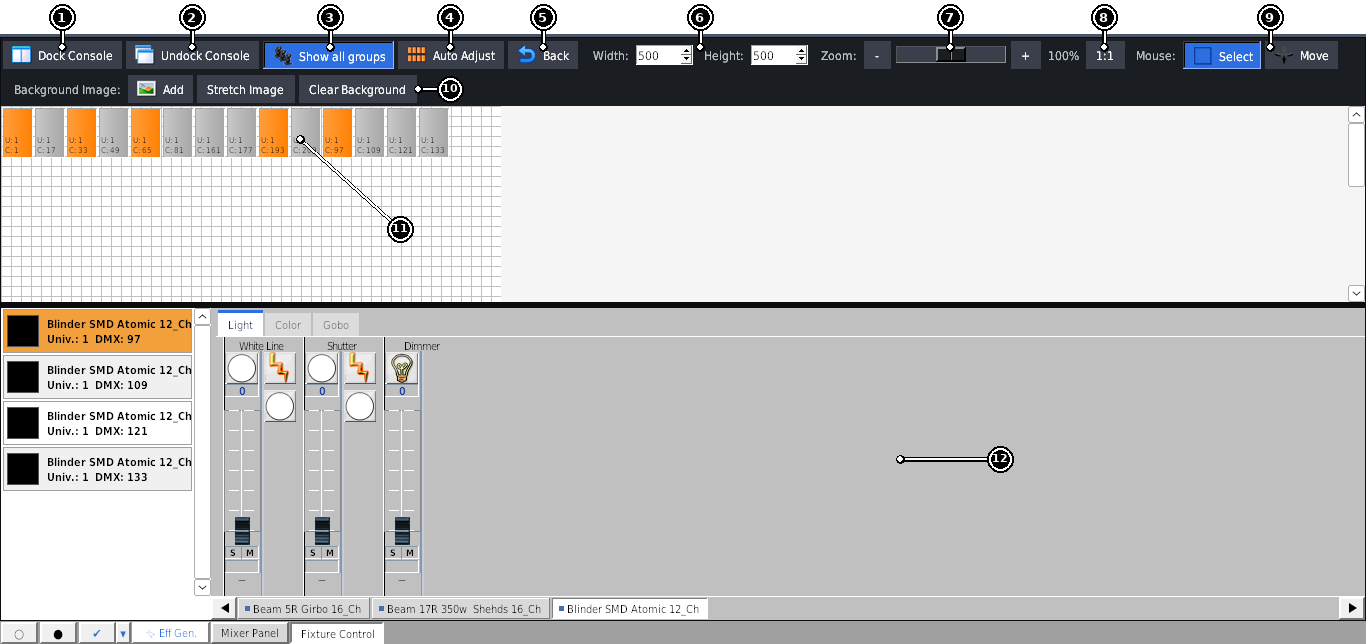 1 2 3 4 5 6 7 8 9
Dock Console Undock Console Show all groups Auto Adjust Back Width: 500 Height: 500 Zoom: - + 100% 1:1 Mouse: Select Move
Background Image: Add Stretch Image Clear Background 10
U: 1 U: 1 U: 1 U: 1 U: 1 U: 1 U: 1 U: 1 U: 1 U: 1 U: 1 U: 1 U: 1
C: 1 C: 17 C: 33 C: 49 C: 65 C: 81 C: 161 C: 177 C: 193 C: 97 C: 109 C: 121 C: 133
11
Blinder SMD Atomic 12_Ch
Univ.: 1 DMX: 97
Blinder SMD Atomic 12_Ch
Univ.: 1 DMX: 109
Blinder SMD Atomic 12_Ch
Univ.: 1 DMX: 121
Blinder SMD Atomic 12_Ch
Univ.: 1 DMX: 133
Light Color Gobo
White Line Shutter Dimmer
0 0 0
12
S M S M S M
Beam 5R Girbo 16_Ch Beam 17R 350w Shehds 16_Ch Blinder SMD Atomic 12_Ch
Eff Gen. Mixer Panel Fixture Control